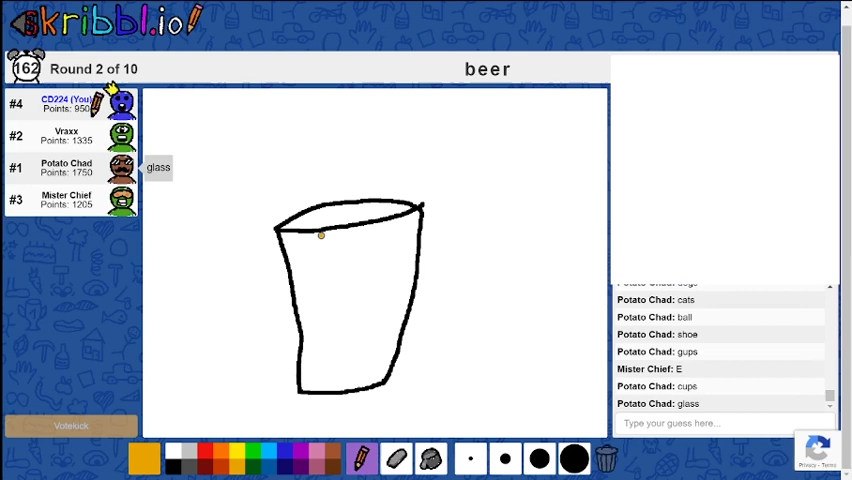 skribbl.io
162
Round 2 of 10
beer
#4
CD224 (You)
Points: 950
#2
Vraxx
Points: 1335
#1
Potato Chad
Points: 1750
glass
#3
Mister Chief
Points: 1205
Potato Chad: cats
Potato Chad: ball
Potato Chad: shoe
Potato Chad: gups
Mister Chief: E
Potato Chad: cups
Potato Chad: glass
Type your guess here...
Votekick
Privacy - Terms